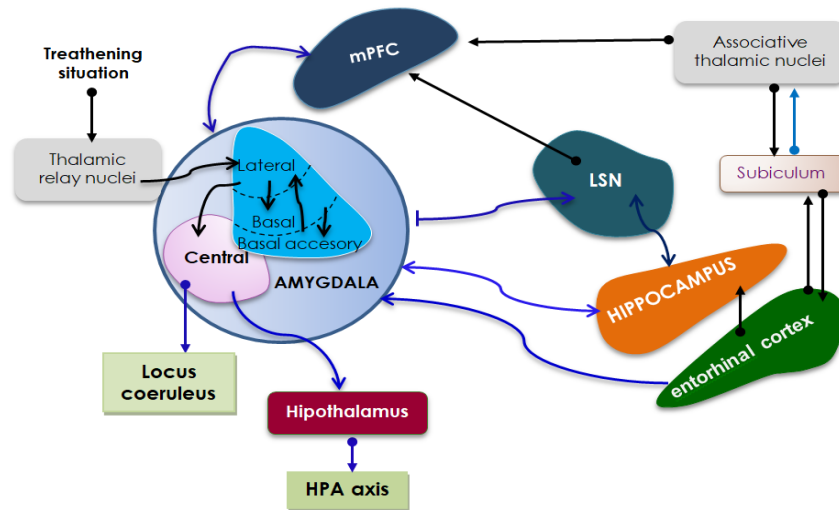 mPFC
Associative
thalamic nuclei
Treathening
situation
Thalamic
relay nuclei
Lateral
Basal
Basal accesory
Central
AMYGDALA
LSN
Subiculum
HIPPOCAMPUS
entorhinal cortex
Locus
coeruleus
Hipothalamus
HPA axis